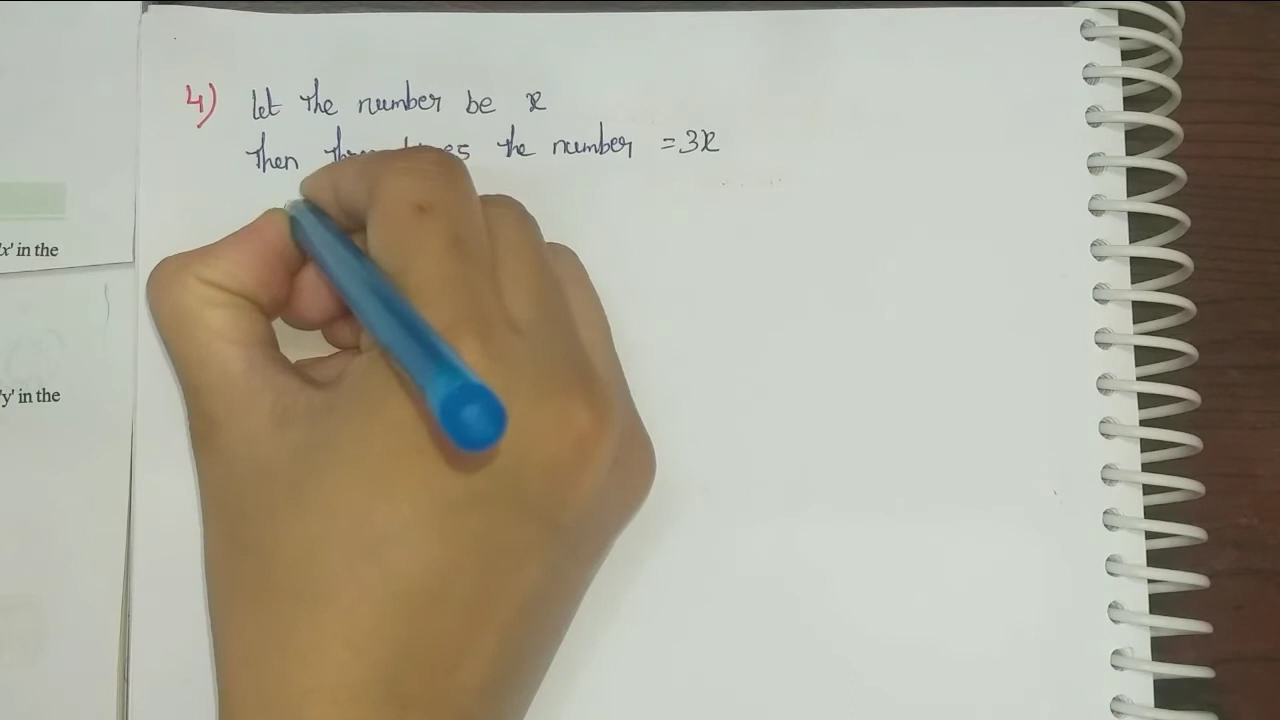 4) let the number be x
then the number = 3x
'x' in the
'y' in the